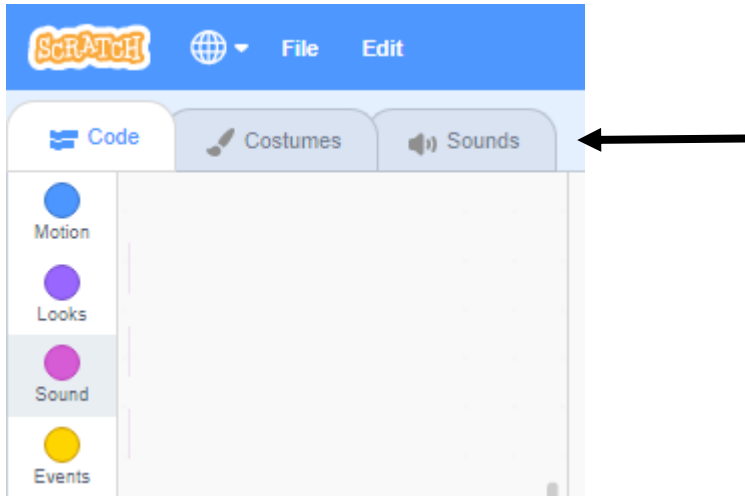 SCRATCH File Edit
Code Costumes Sounds
Motion
Looks
Sound
Events